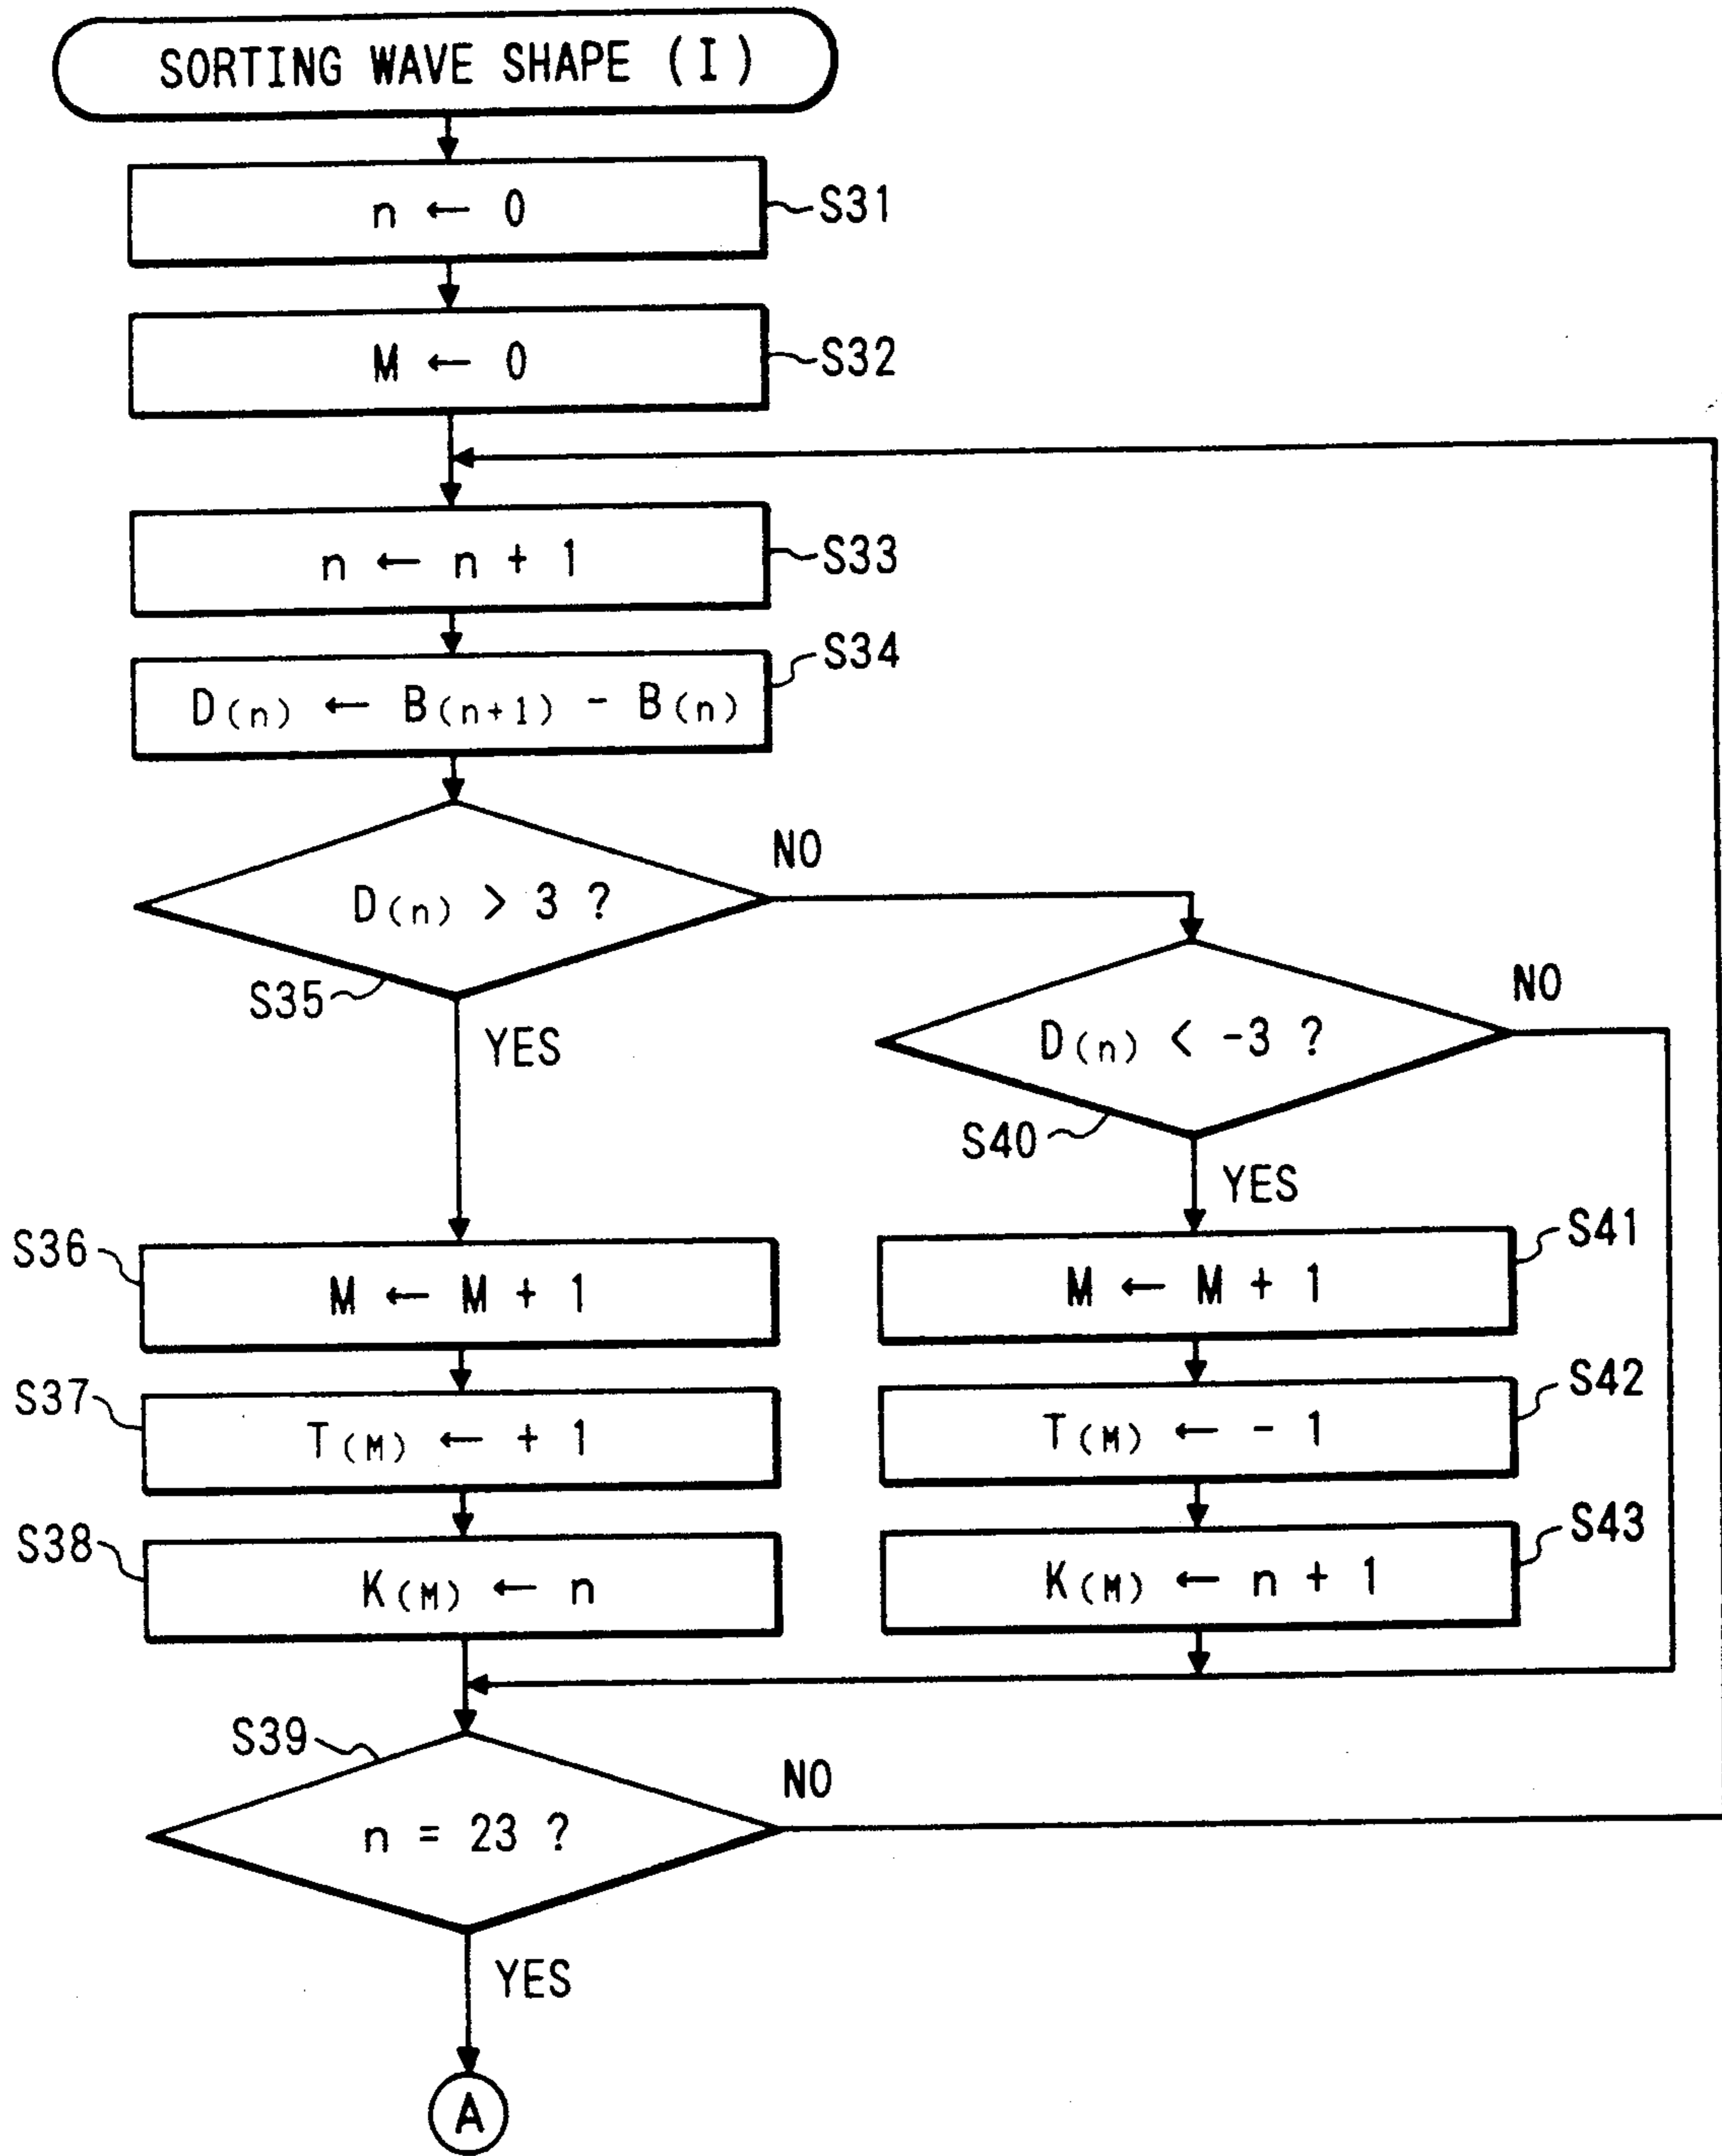 SORTING WAVE SHAPE (I)
n ← 0
S31
M ← 0
S32
n ← n + 1
S33
S34
D(n) ← B(n+1) - B(n)
D(n) > 3 ?
NO
S35
YES
D(n) < -3 ?
NO
S40
YES
S36
M ← M + 1
S41
M ← M + 1
S37
T(M) ← + 1
S42
T(M) ← - 1
S38
K(M) ← n
S43
K(M) ← n + 1
S39
n = 23 ?
NO
YES
A